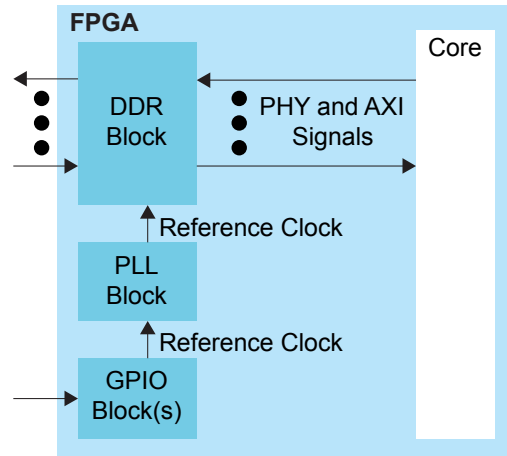 FPGA
Core
DDR
Block
PHY and AXI
Signals
Reference Clock
PLL
Block
Reference Clock
GPIO
Block(s)